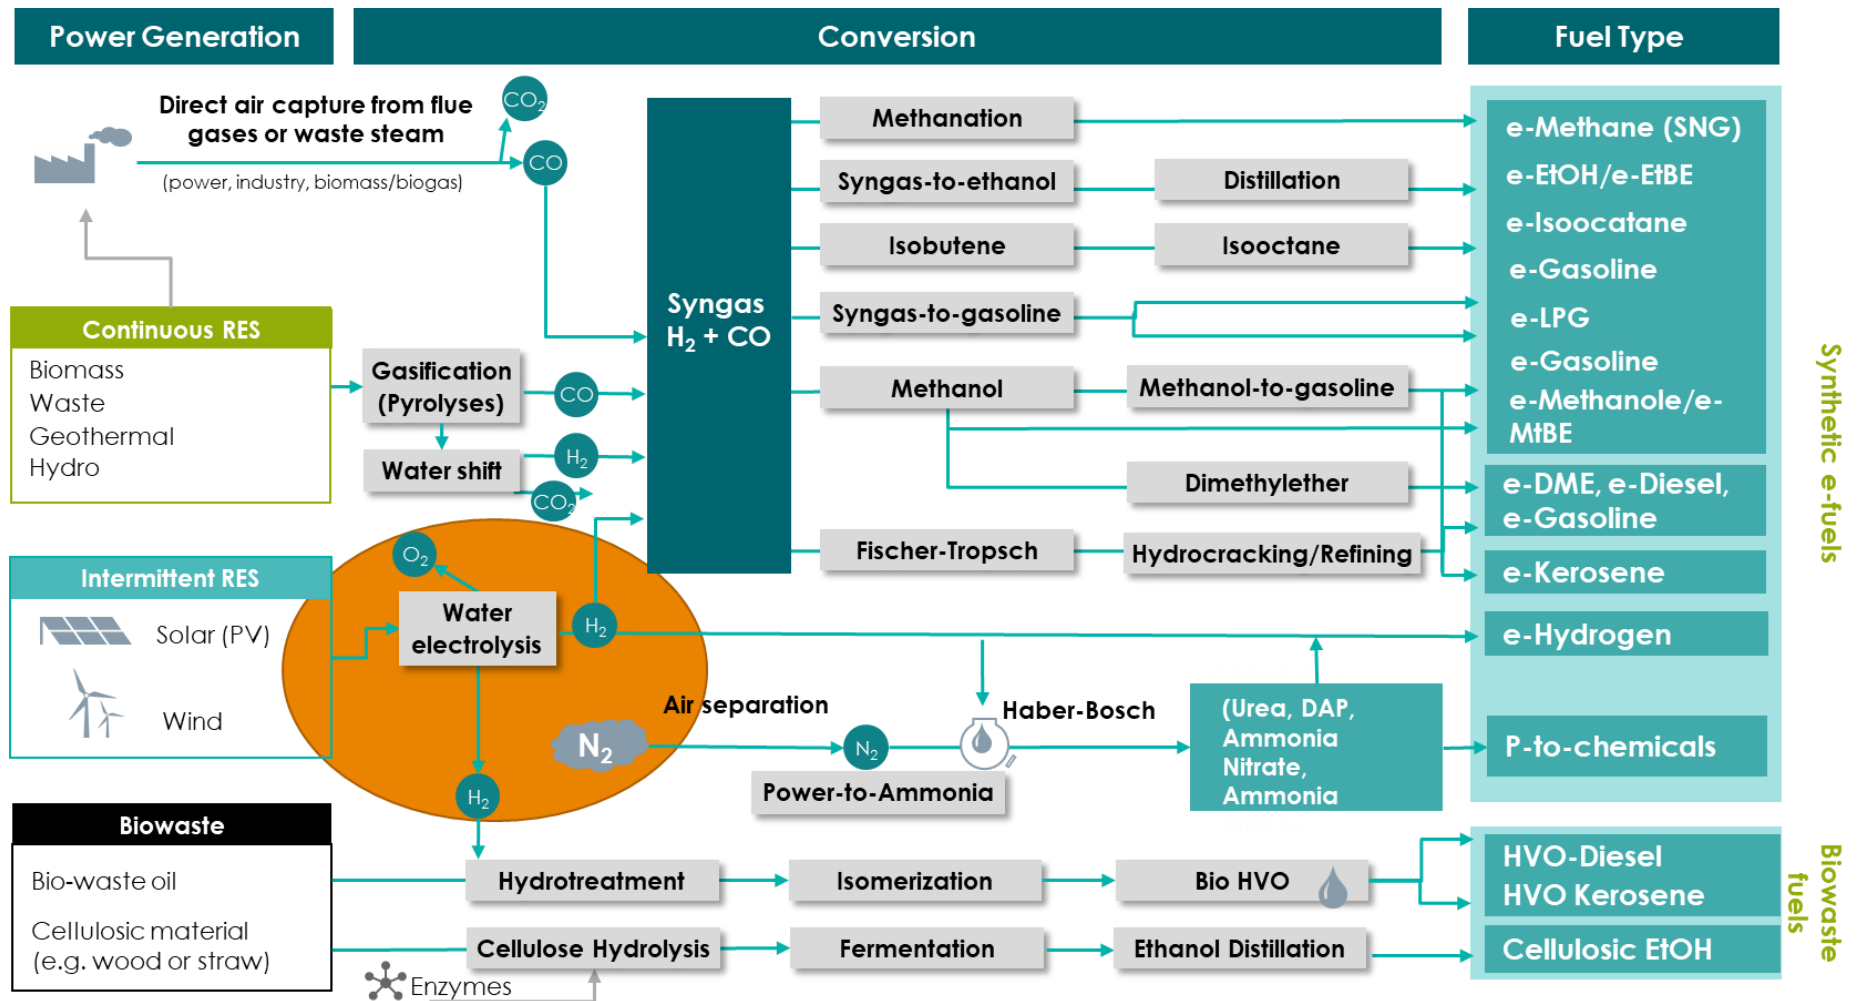 Power Generation
Conversion
Fuel Type
Direct air capture from flue
gases or waste steam
(power, industry, biomass/biogas)
CO2
CO
Continuous RES
Biomass
Waste
Geothermal
Hydro
Gasification
(Pyrolyses)
CO
Water shift
H2
CO2
Syngas
H2 + CO
Methanation
Syngas-to-ethanol
Distillation
Isobutene
Isooctane
Syngas-to-gasoline
Methanol
Methanol-to-gasoline
Dimethylether
Fischer-Tropsch
Hydrocracking/Refining
e-Methane (SNG)
e-EtOH/e-EtBE
e-Isoocatane
e-Gasoline
e-LPG
e-Gasoline
e-Methanole/e-
MtBE
e-DME, e-Diesel,
e-Gasoline
e-Kerosene
e-Hydrogen
P-to-chemicals
Synthetic e-fuels
Intermittent RES
Solar (PV)
Wind
O2
Water
electrolysis
H2
N2
Air separation
N2
Haber-Bosch
Power-to-Ammonia
(Urea, DAP,
Ammonia
Nitrate,
Ammonia
H2
Biowaste
Bio-waste oil
Cellulosic material
(e.g. wood or straw)
Hydrotreatment
Isomerization
Bio HVO
Cellulose Hydrolysis
Fermentation
Ethanol Distillation
Enzymes
HVO-Diesel
HVO Kerosene
Cellulosic EtOH
Biowaste
fuels